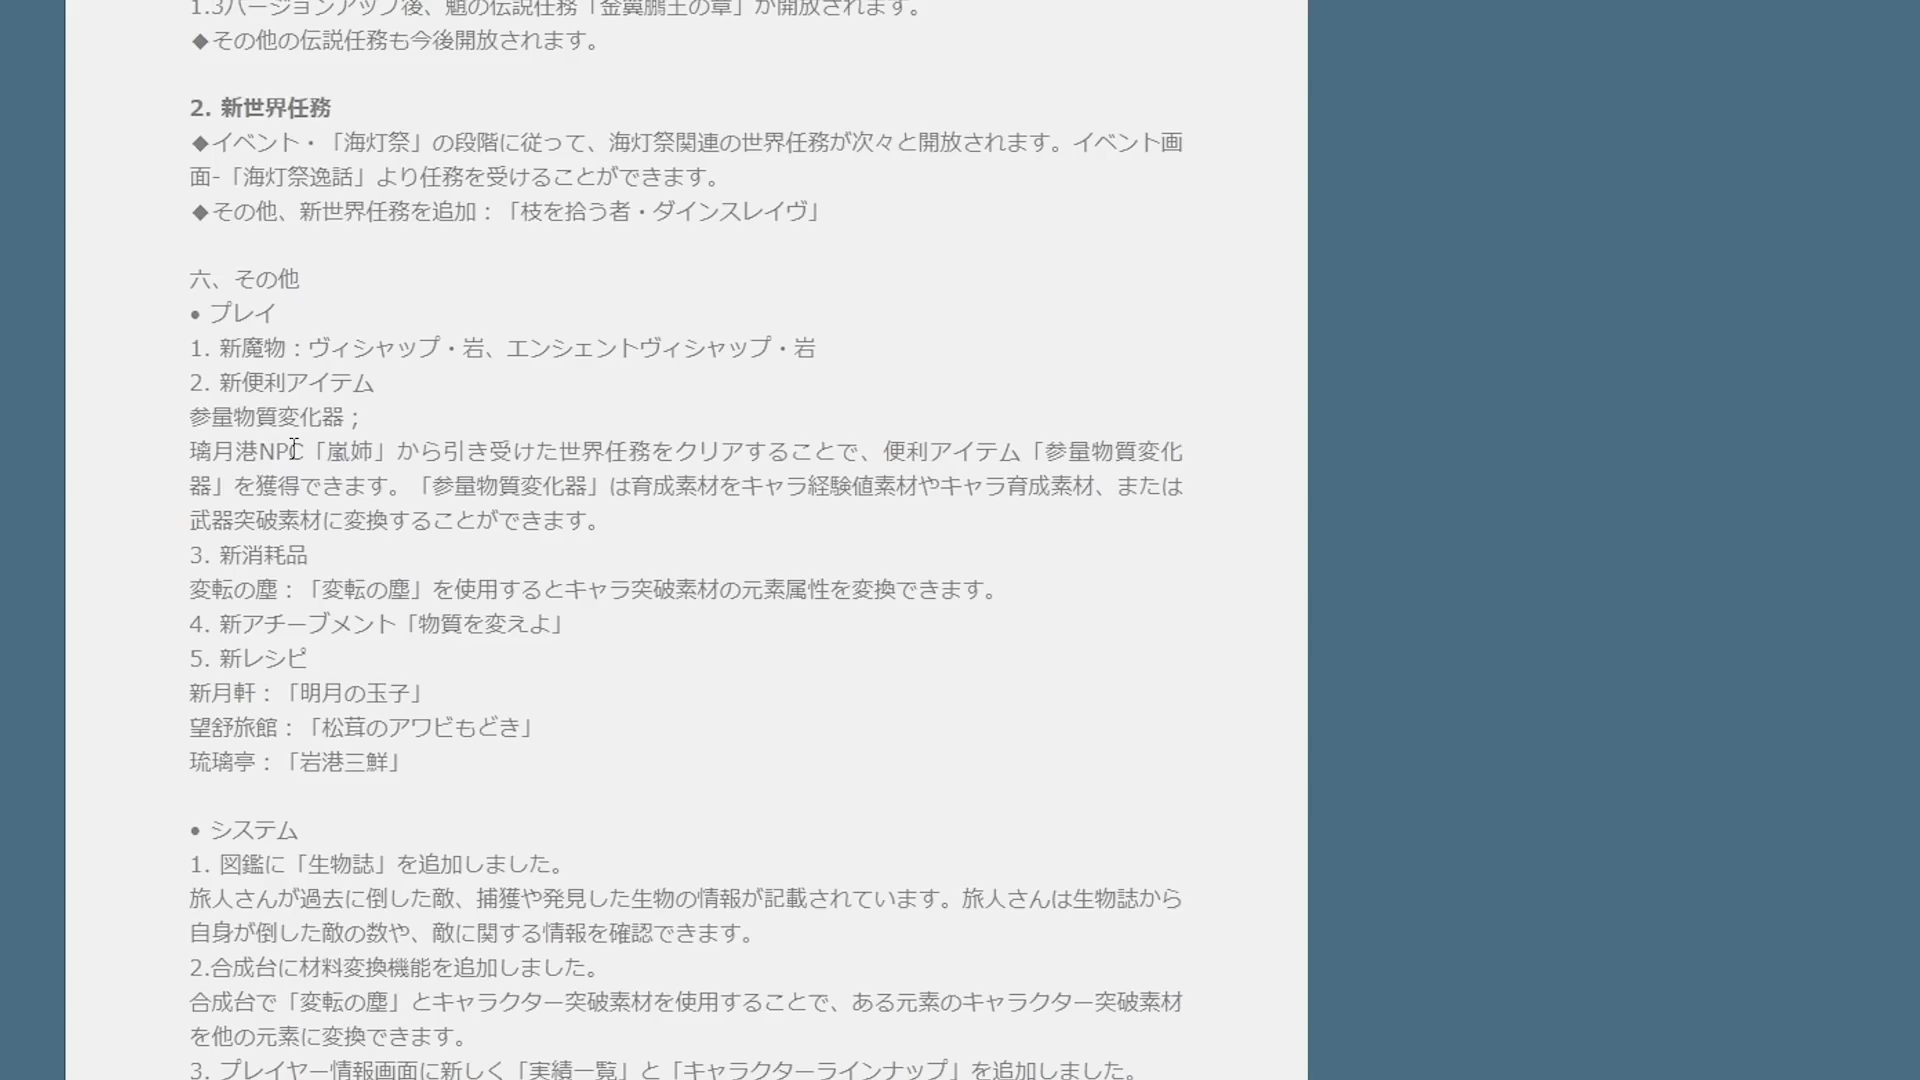 1.3バージョンアップ後、魈の伝説任務「金翼鵬王の章」が開放されます。
◆その他の伝説任務も今後開放されます。
2. 新世界任務
◆イベント・「海灯祭」の段階に従って、海灯祭関連の世界任務が次々と開放されます。イベント画
面-「海灯祭逸話」より任務を受けることができます。
◆その他、新世界任務を追加：「枝を拾う者・ダインスレイヴ」
六、その他
• プレイ
1. 新魔物：ヴィシャップ・岩、エンシェントヴィシャップ・岩
2. 新便利アイテム
参量物質変化器；
璃月港NPC「嵐姉」から引き受けた世界任務をクリアすることで、便利アイテム「参量物質変化
器」を獲得できます。「参量物質変化器」は育成素材をキャラ経験値素材やキャラ育成素材、または
武器突破素材に変換することができます。
3. 新消耗品
変転の塵：「変転の塵」を使用するとキャラ突破素材の元素属性を変換できます。
4. 新アチーブメント「物質を変えよ」
5. 新レシピ
新月軒：「明月の玉子」
望舒旅館：「松茸のアワビもどき」
琉璃亭：「岩港三鮮」
• システム
1. 図鑑に「生物誌」を追加しました。
旅人さんが過去に倒した敵、捕獲や発見した生物の情報が記載されています。旅人さんは生物誌から
自身が倒した敵の数や、敵に関する情報を確認できます。
2.合成台に材料変換機能を追加しました。
合成台で「変転の塵」とキャラクター突破素材を使用することで、ある元素のキャラクター突破素材
を他の元素に変換できます。
3. プレイヤー情報画面に新しく「実績一覧」と「キャラクターラインナップ」を追加しました。